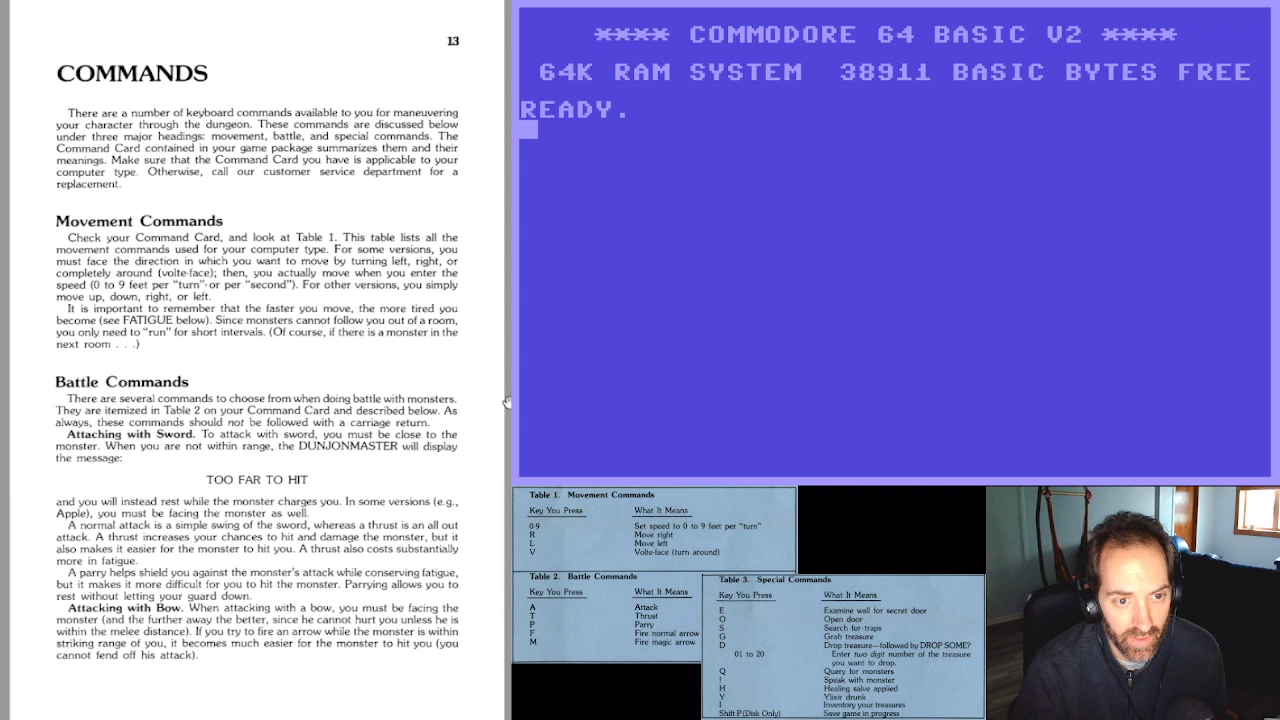 13
COMMANDS
There are a number of keyboard commands available to you for maneuvering
your character through the dungeon. These commands are discussed below
under three major headings: movement, battle, and special commands. The
Command Card contained in your game package summarizes them and their
meanings. Make sure that the Command Card you have is applicable to your
computer type. Otherwise, call our customer service department for a
replacement.
Movement Commands
Check your Command Card, and look at Table 1. This table lists all the
movement commands used for your computer type. For some versions, you
must face the direction in which you want to move by turning left, right, or
completely around (volte-face); then, you actually move when you enter the
speed (0 to 9 feet per "turn" or per "second"). For other versions, you simply
move up, down, right, or left.
It is important to remember that the faster you move, the more tired you
become (see FATIGUE below). Since monsters cannot follow you out of a room,
you only need to "run" for short intervals. (Of course, if there is a monster in the
next room . . .)
Battle Commands
There are several commands to choose from when doing battle with monsters.
They are itemized in Table 2 on your Command Card and described below. As
always, these commands should not be followed with a carriage return.
Attaching with Sword. To attack with sword, you must be close to the
monster. When you are not within range, the DUNJONMASTER will display
the message:
TOO FAR TO HIT
and you will instead rest while the monster charges you. In some versions (e.g.,
Apple), you must be facing the monster as well.
A normal attack is a simple swing of the sword, whereas a thrust is an all out
attack. A thrust increases your chances to hit and damage the monster, but it
also makes it easier for the monster to hit you. A thrust also costs substantially
more in fatigue.
A parry helps shield you against the monster's attack while conserving fatigue,
but it makes it more difficult for you to hit the monster. Parrying allows you to
rest without letting your guard down.
Attacking with Bow. When attacking with a bow, you must be facing the
monster (and the further away the better, since he cannot hurt you unless he is
within the melee distance). If you try to fire an arrow while the monster is within
striking range of you, it becomes much easier for the monster to hit you (you
cannot fend off his attack).
**** COMMODORE 64 BASIC V2 ****
64K RAM SYSTEM 38911 BASIC BYTES FREE
READY.
Table 1. Movement Commands
Key You Press What It Means
0-9 Set speed to 0 to 9 feet per "turn"
R Move right
L Move left
V Volte-face (turn around)
Table 2. Battle Commands
Key You Press What It Means
A Attack
T Thrust
P Parry
F Fire normal arrow
M Fire magic arrow
Table 3. Special Commands
Key You Press What It Means
E Examine wall for secret door
O Open door
S Search for traps
G Grab treasure
D Drop treasure—followed by DROP SOME?
01 to 20 Enter two digit number of the treasure
you want to drop.
Q Query for monsters
! Speak with monster
H Healing salve applied
Y Ylixir drunk
I Inventory your treasures
Shift P (Disk Only) Save game in progress